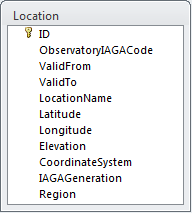 Location
ID
ObservatoryIAGACode
ValidFrom
ValidTo
LocationName
Latitude
Longitude
Elevation
CoordinateSystem
IAGAGeneration
Region